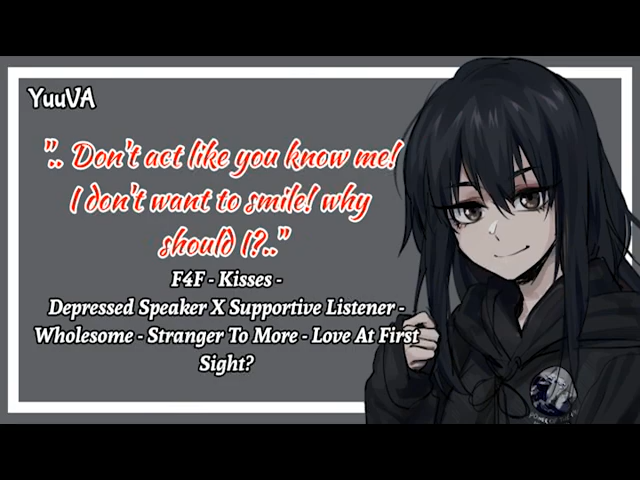 YuuVA
".. Don't act like you know me!
I don't want to smile! why
should I?.."
F4F - Kisses -
Depressed Speaker X Supportive Listener -
Wholesome - Stranger To More - Love At First
Sight?